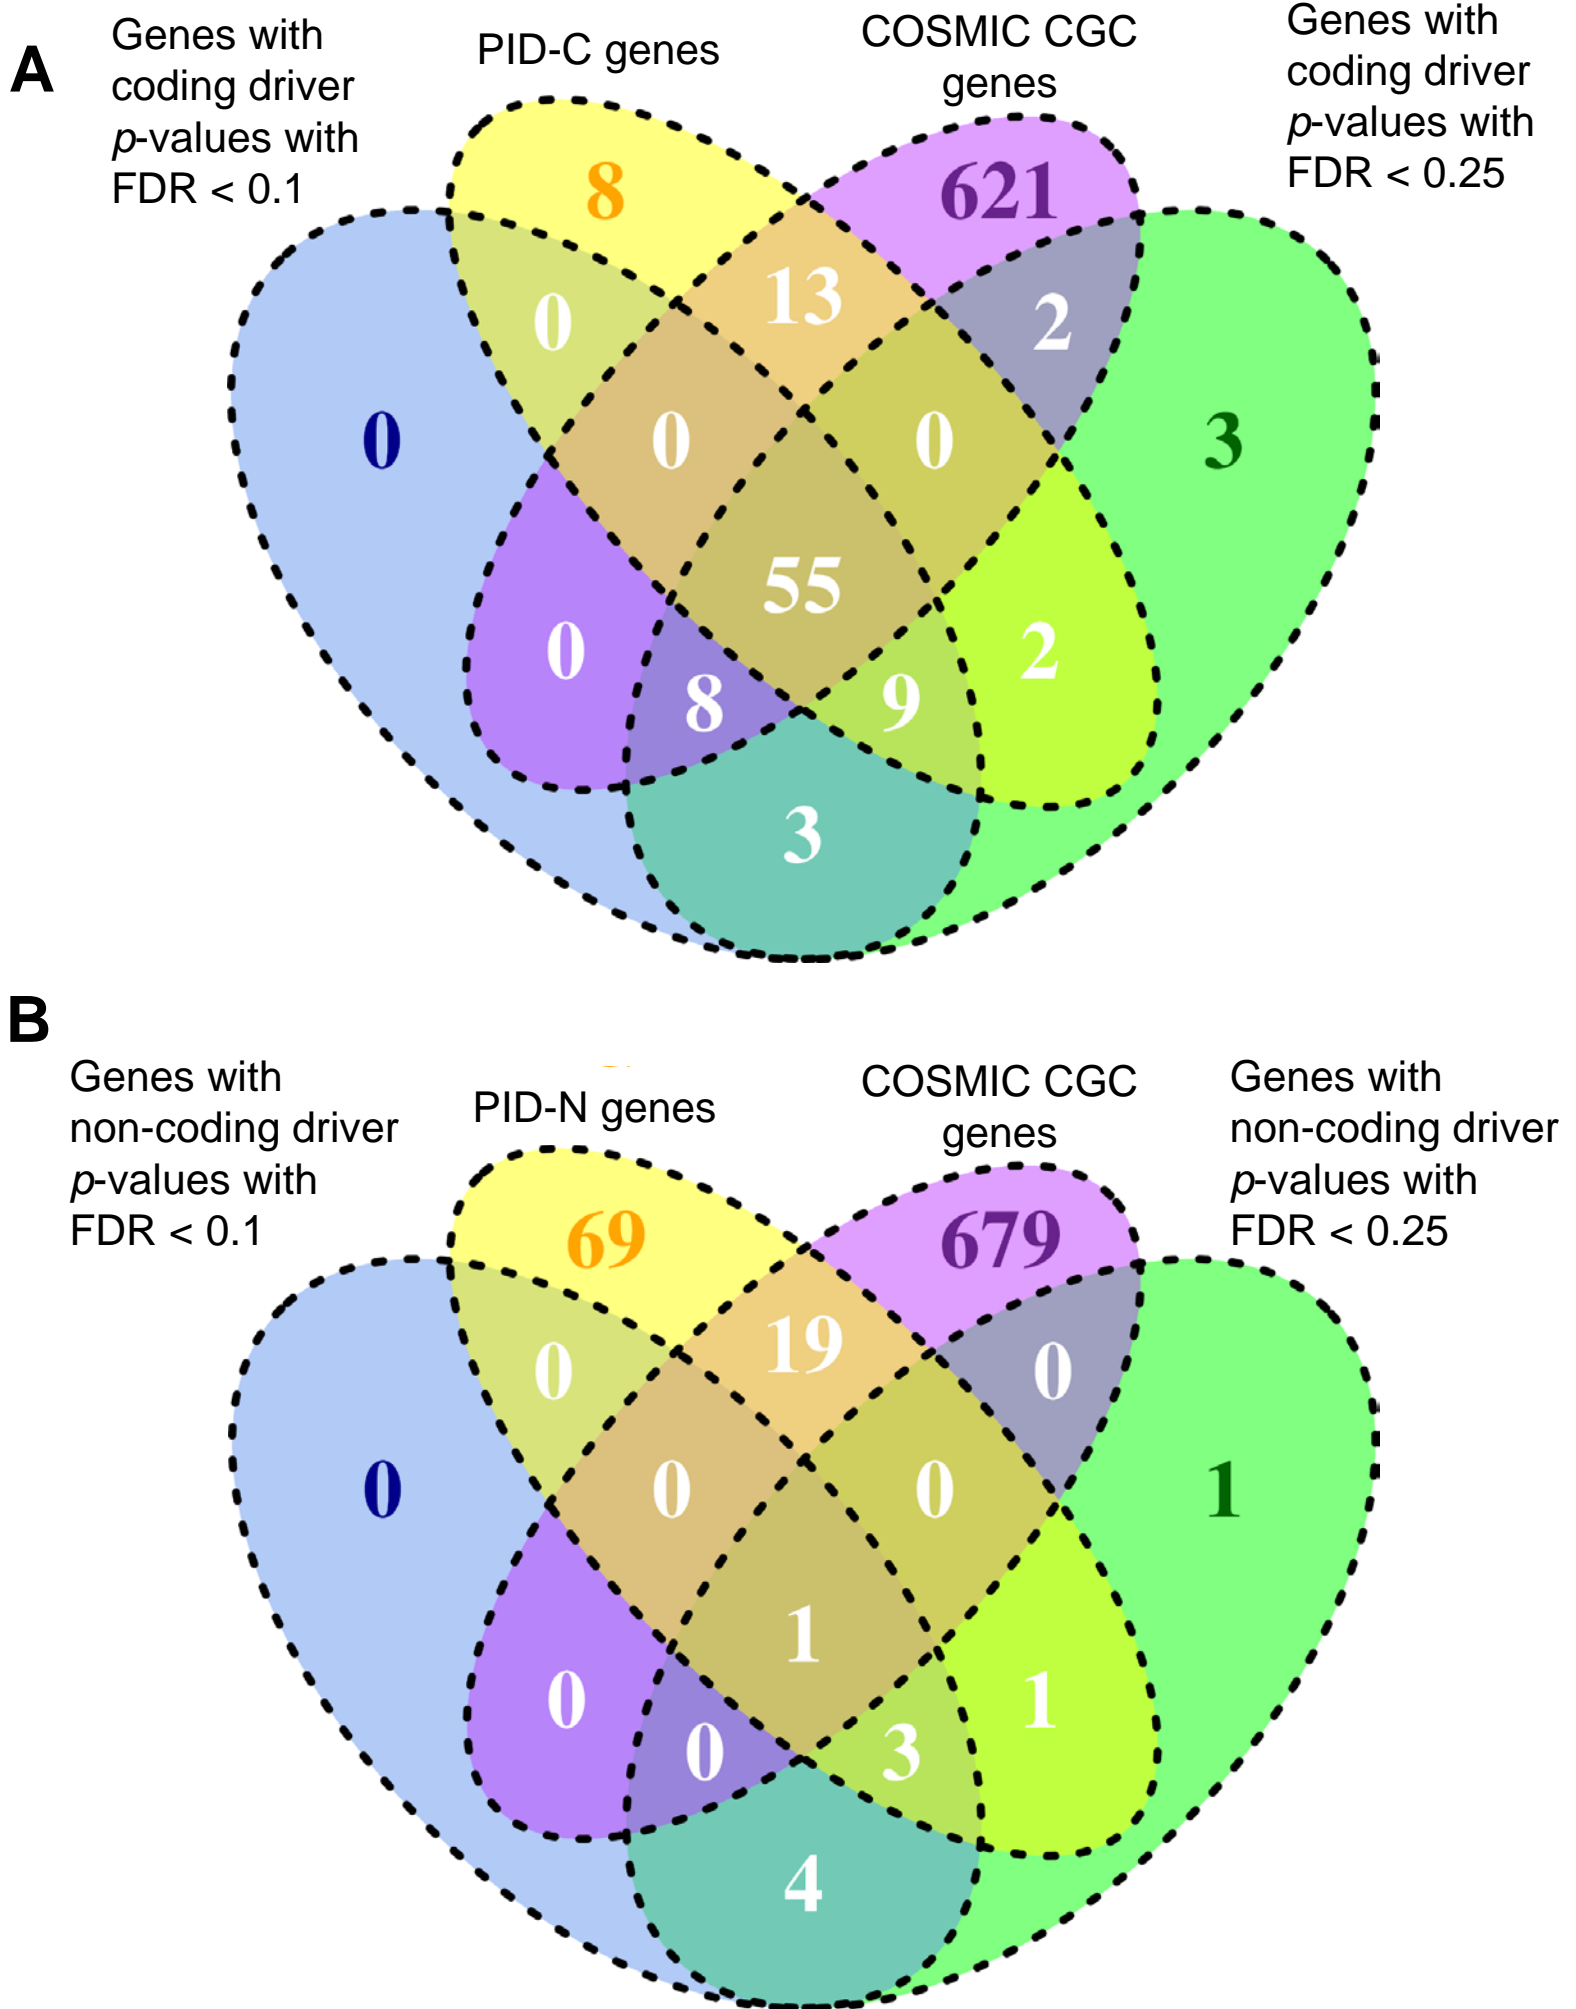 A
Genes with
coding driver
p-values with
FDR < 0.1
PID-C genes
COSMIC CGC
genes
Genes with
coding driver
p-values with
FDR < 0.25
8
621
13
0
2
0
0
0
3
55
0
2
8
9
3
B
Genes with
non-coding driver
p-values with
FDR < 0.1
PID-N genes
COSMIC CGC
genes
Genes with
non-coding driver
p-values with
FDR < 0.25
69
679
19
0
0
0
0
0
1
1
0
1
0
3
4